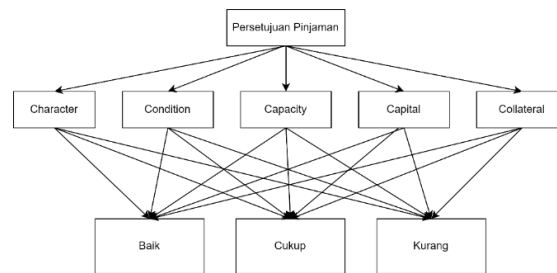 Persetujuan Pinjaman
Character
Condition
Capacity
Capital
Collateral
Baik
Cukup
Kurang